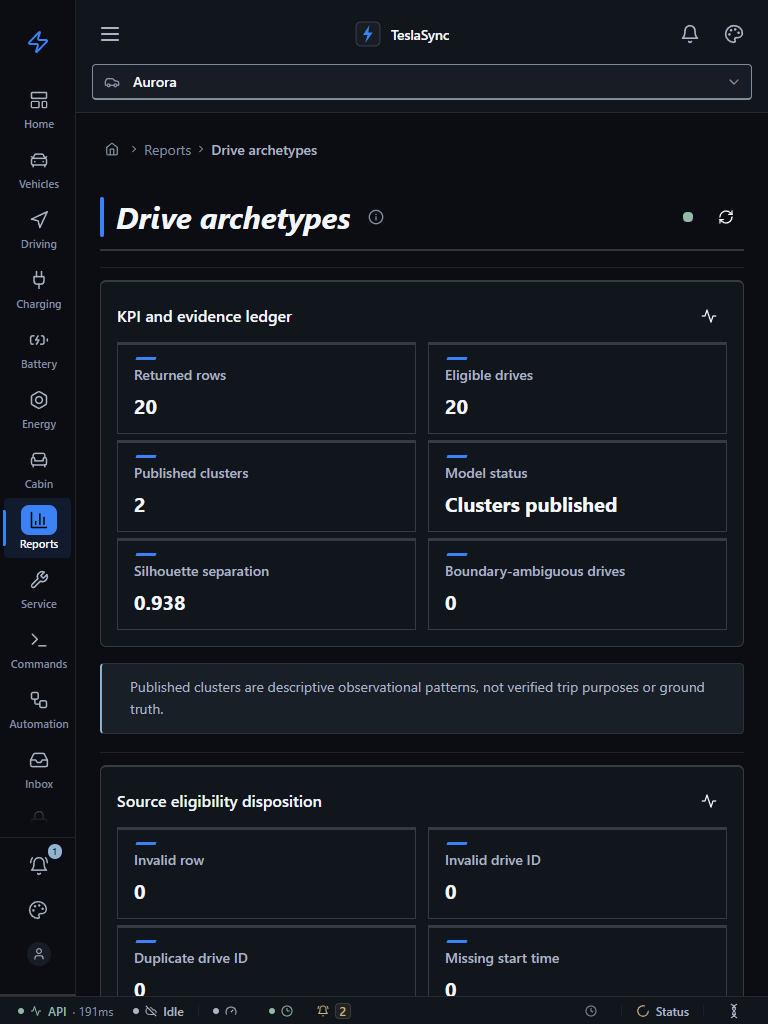 TeslaSync
Aurora
Home
Vehicles
Driving
Charging
Battery
Energy
Cabin
Reports
Service
Commands
Automation
Inbox
1
Reports
Drive archetypes
Drive archetypes
KPI and evidence ledger
Returned rows
20
Eligible drives
20
Published clusters
2
Model status
Clusters published
Silhouette separation
0.938
Boundary-ambiguous drives
0
Published clusters are descriptive observational patterns, not verified trip purposes or ground
truth.
Source eligibility disposition
Invalid row
0
Invalid drive ID
0
Duplicate drive ID
0
Missing start time
0
API · 191ms
Idle
2
Status